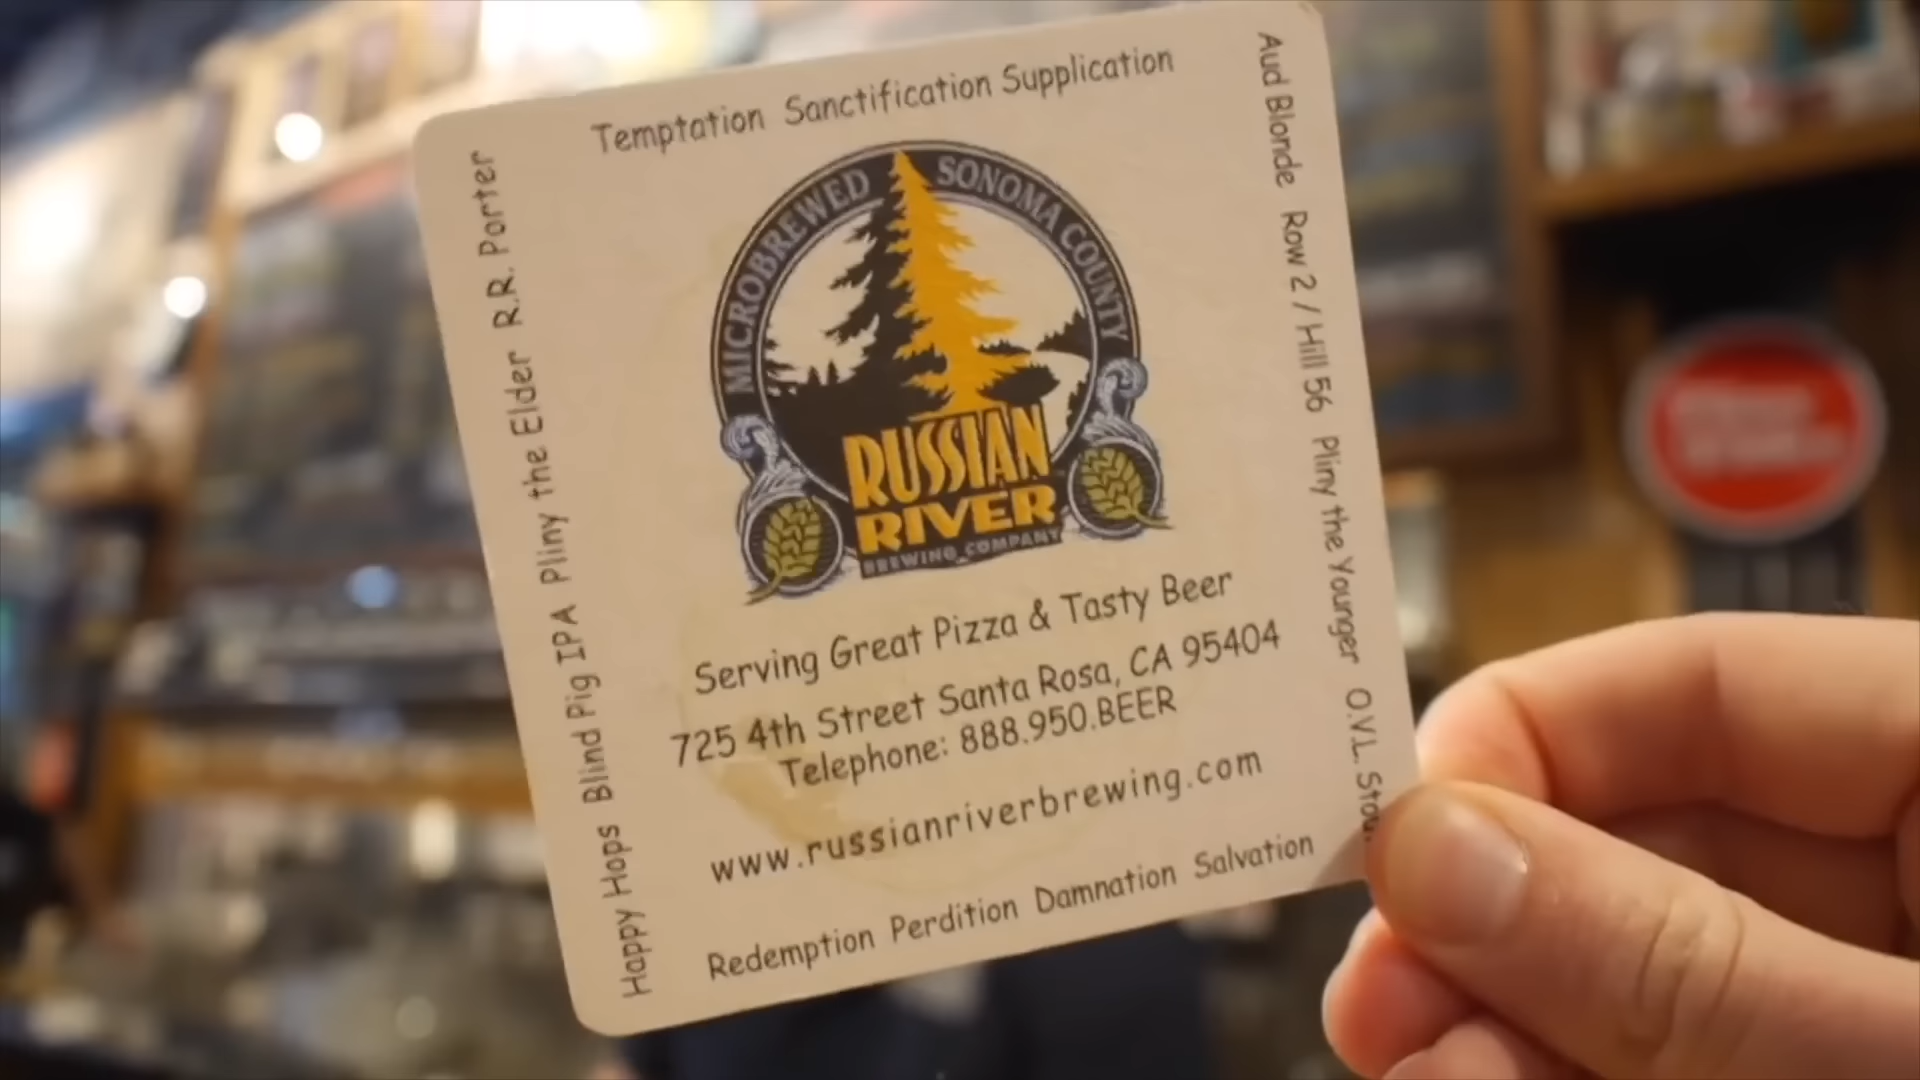 Temptation Sanctification Supplication
MICROBREWED SONOMA COUNTY
RUSSIAN
RIVER
BREWING COMPANY
Serving Great Pizza & Tasty Beer
725 4th Street Santa Rosa, CA 95404
Telephone: 888.950.BEER
www.russianriverbrewing.com
Redemption Perdition Damnation Salvation
Happy Hops Blind Pig IPA Pliny the Elder R.R. Porter
Aud Blonde Row 2 / Hill 56 Pliny the Younger O.V.L.